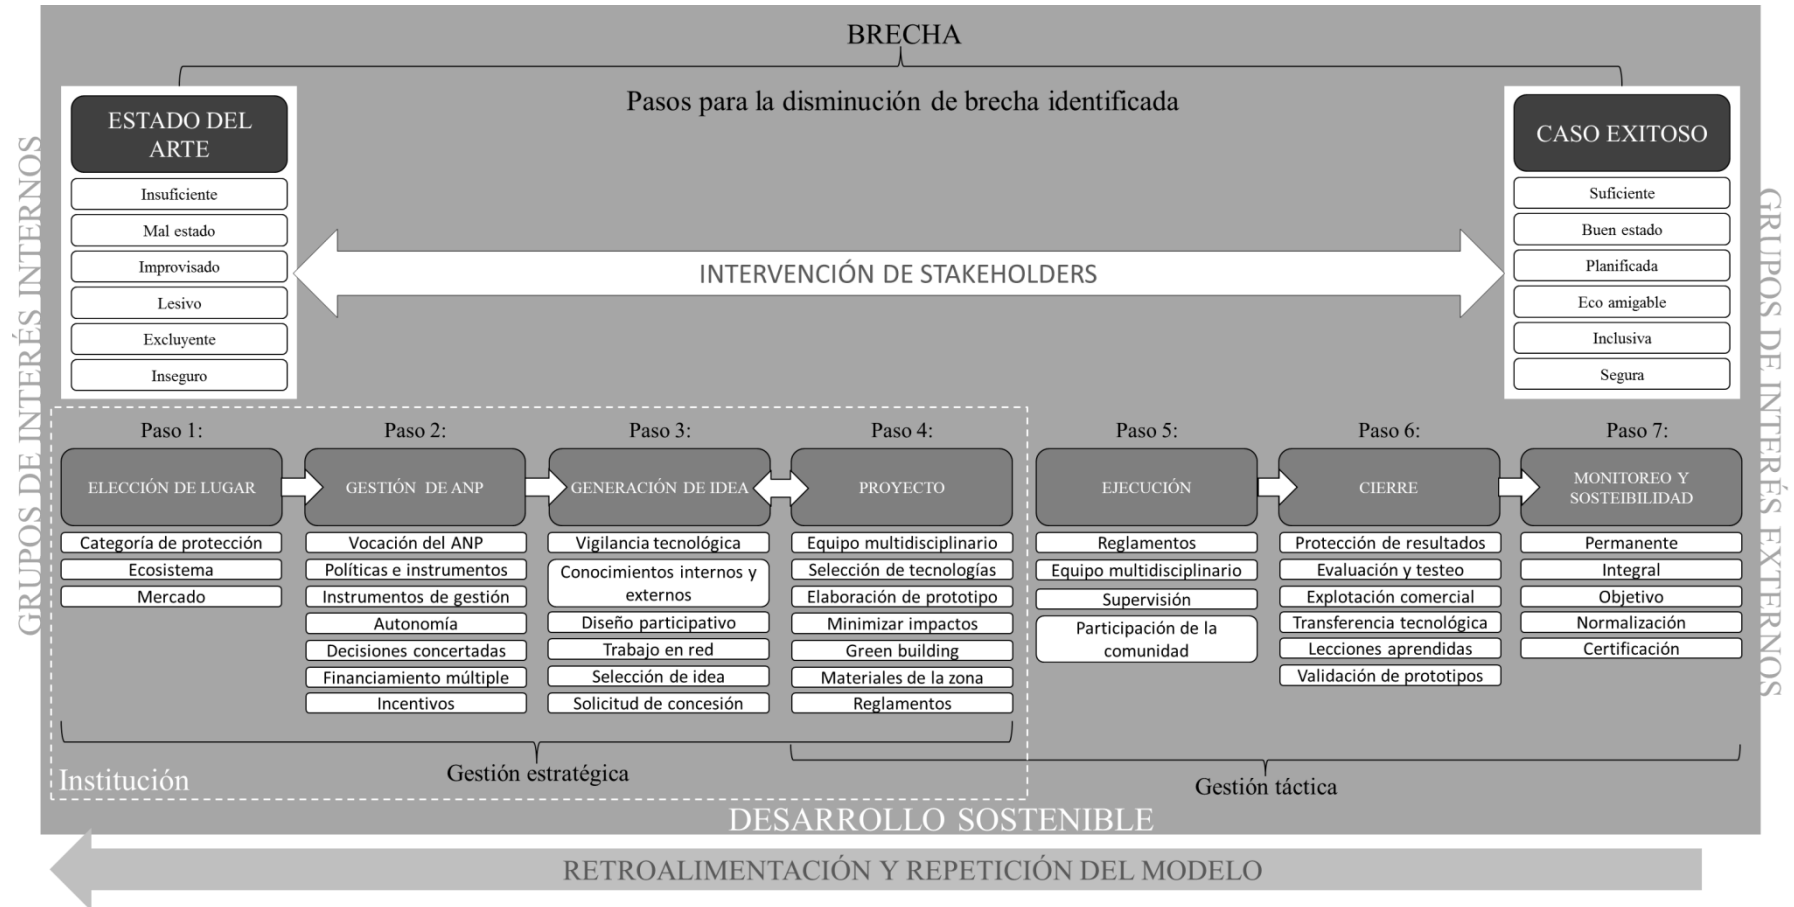 BRECHA
Pasos para la disminución de brecha identificada
ESTADO DEL
ARTE
Insuficiente
Mal estado
Improvisado
Lesivo
Excluyente
Inseguro
INTERVENCIÓN DE STAKEHOLDERS
CASO EXITOSO
Suficiente
Buen estado
Planificada
Eco amigable
Inclusiva
Segura
GRUPOS DE INTERÉS INTERNOS
GRUPOS DE INTERÉS EXTERNOS
Paso 1:
ELECCIÓN DE LUGAR
Categoría de protección
Ecosistema
Mercado
Paso 2:
GESTIÓN DE ANP
Vocación del ANP
Políticas e instrumentos
Instrumentos de gestión
Autonomía
Decisiones concertadas
Financiamiento múltiple
Incentivos
Paso 3:
GENERACIÓN DE IDEA
Vigilancia tecnológica
Conocimientos internos y
externos
Diseño participativo
Trabajo en red
Selección de idea
Solicitud de concesión
Paso 4:
PROYECTO
Equipo multidisciplinario
Selección de tecnologías
Elaboración de prototipo
Minimizar impactos
Green building
Materiales de la zona
Reglamentos
Paso 5:
EJECUCIÓN
Reglamentos
Equipo multidisciplinario
Supervisión
Participación de la
comunidad
Paso 6:
CIERRE
Protección de resultados
Evaluación y testeo
Explotación comercial
Transferencia tecnológica
Lecciones aprendidas
Validación de prototipos
Paso 7:
MONITOREO Y
SOSTEIBILIDAD
Permanente
Integral
Objetivo
Normalización
Certificación
Gestión estratégica
Institución
Gestión táctica
DESARROLLO SOSTENIBLE
RETROALIMENTACIÓN Y REPETICIÓN DEL MODELO